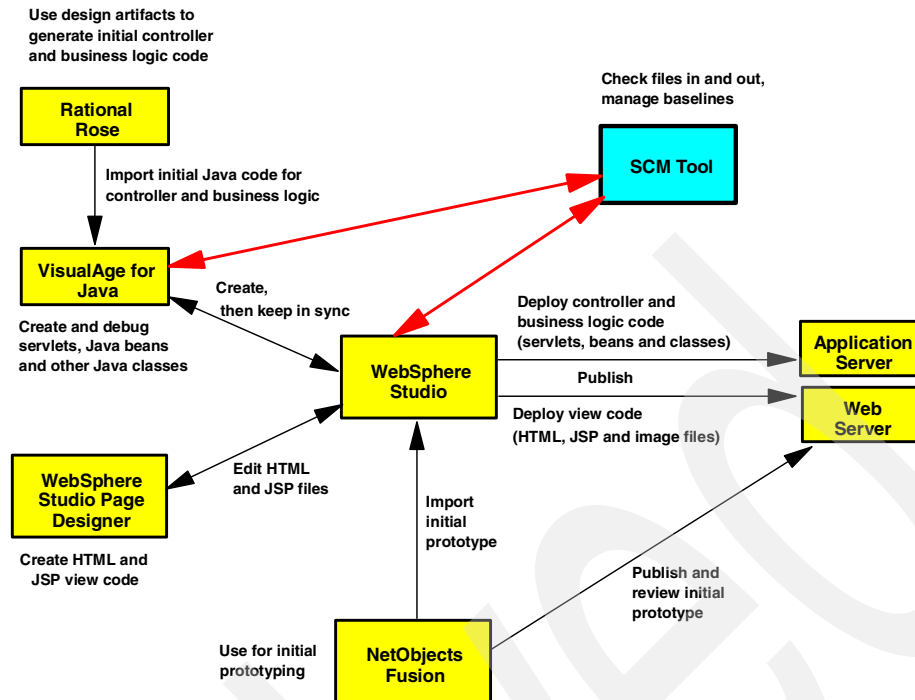 Use design artifacts to
generate initial controller
and business logic code
Rational
Rose
Import initial Java code for
controller and business logic
Check files in and out,
manage baselines
SCM Tool
VisualAge for
Java
Create and debug
servlets, Java beans
and other Java classes
Create,
then keep in sync
WebSphere
Studio
Deploy controller and
business logic code
(servlets, beans and classes)
Publish
Deploy view code
(HTML, JSP and image files)
Application
Server
Web
Server
WebSphere
Studio Page
Designer
Create HTML and
JSP view code
Edit HTML
and JSP files
Import
initial
prototype
Publish and
review initial
prototype
Use for initial
prototyping
NetObjects
Fusion